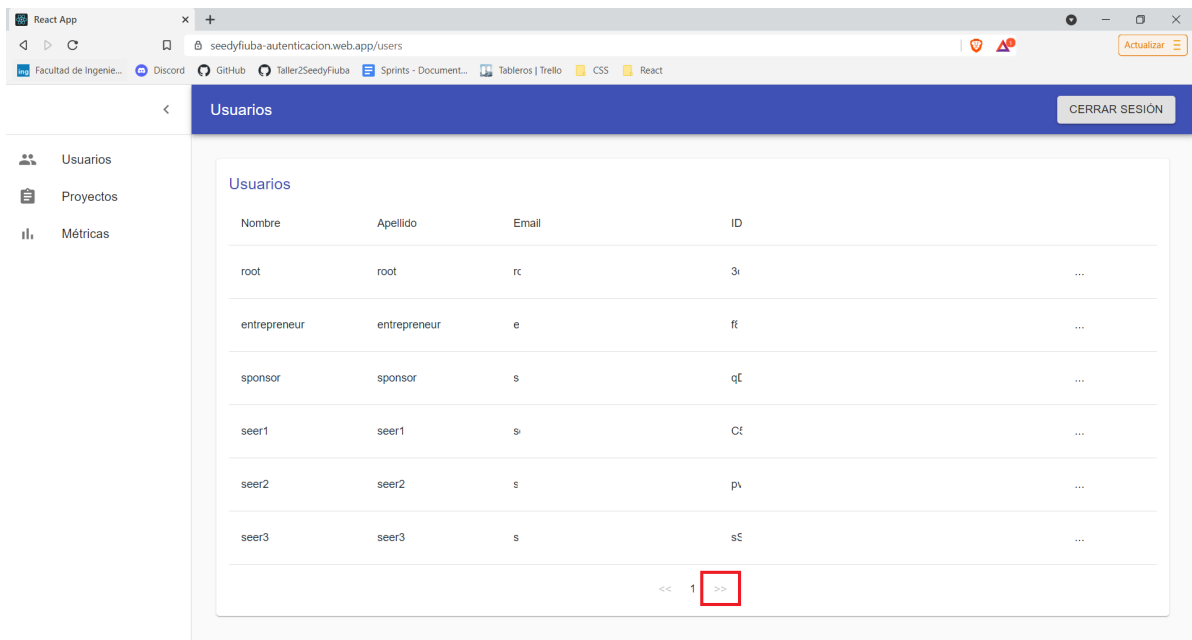 React App
seedyfiuba-autenticacion.web.app/users
Actualizar
Facultad de Ingenie... Discord GitHub Taller2SeedyFiuba Sprints - Document... Tableros | Trello CSS React
Usuarios CERRAR SESIÓN
Usuarios
Proyectos
Métricas
Usuarios
Nombre Apellido Email ID
root root ...
entrepreneur entrepreneur e ...
sponsor sponsor s ...
seer1 seer1 ...
seer2 seer2 s ...
seer3 seer3 s ...
<< 1 >>